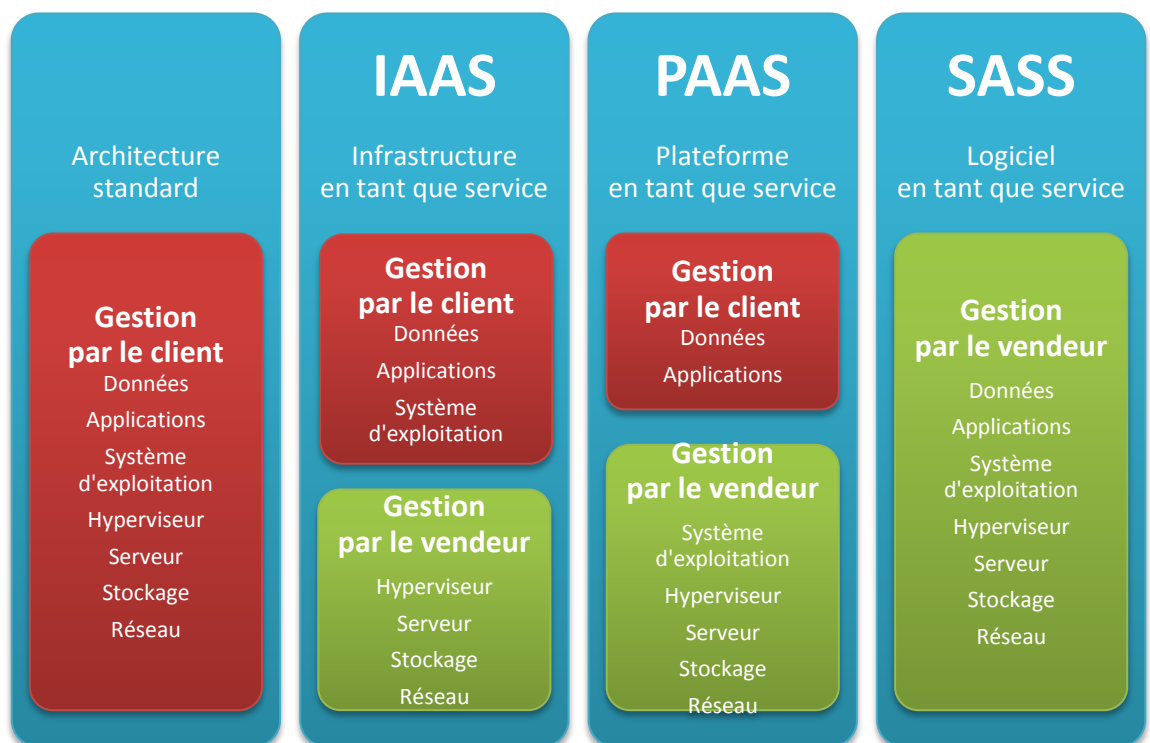 Architecture
standard
Gestion
par le client
Données
Applications
Système
d'exploitation
Hyperviseur
Serveur
Stockage
Réseau
IAAS
Infrastructure
en tant que service
Gestion
par le client
Données
Applications
Système
d'exploitation
Gestion
par le vendeur
Hyperviseur
Serveur
Stockage
Réseau
PAAS
Plateforme
en tant que service
Gestion
par le client
Données
Applications
Gestion
par le vendeur
Système
d'exploitation
Hyperviseur
Serveur
Stockage
Réseau
SASS
Logiciel
en tant que service
Gestion
par le vendeur
Données
Applications
Système
d'exploitation
Hyperviseur
Serveur
Stockage
Réseau